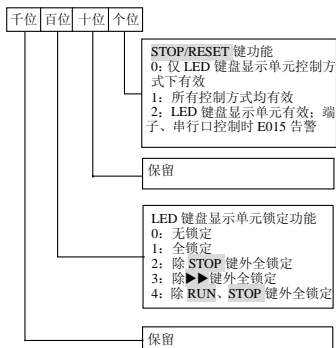 千位 百位 十位 个位
STOP/RESET 键功能
0：仅 LED 键盘显示单元控制方
式下有效
1：所有控制方式均有效
2：LED 键盘显示单元有效；端
子、串行口控制时 E015 告警
保留
LED 键盘显示单元锁定功能
0：无锁定
1：全锁定
2：除 STOP 键外全锁定
3：除▶▶键外全锁定
4：除 RUN、STOP 键外全锁定
保留